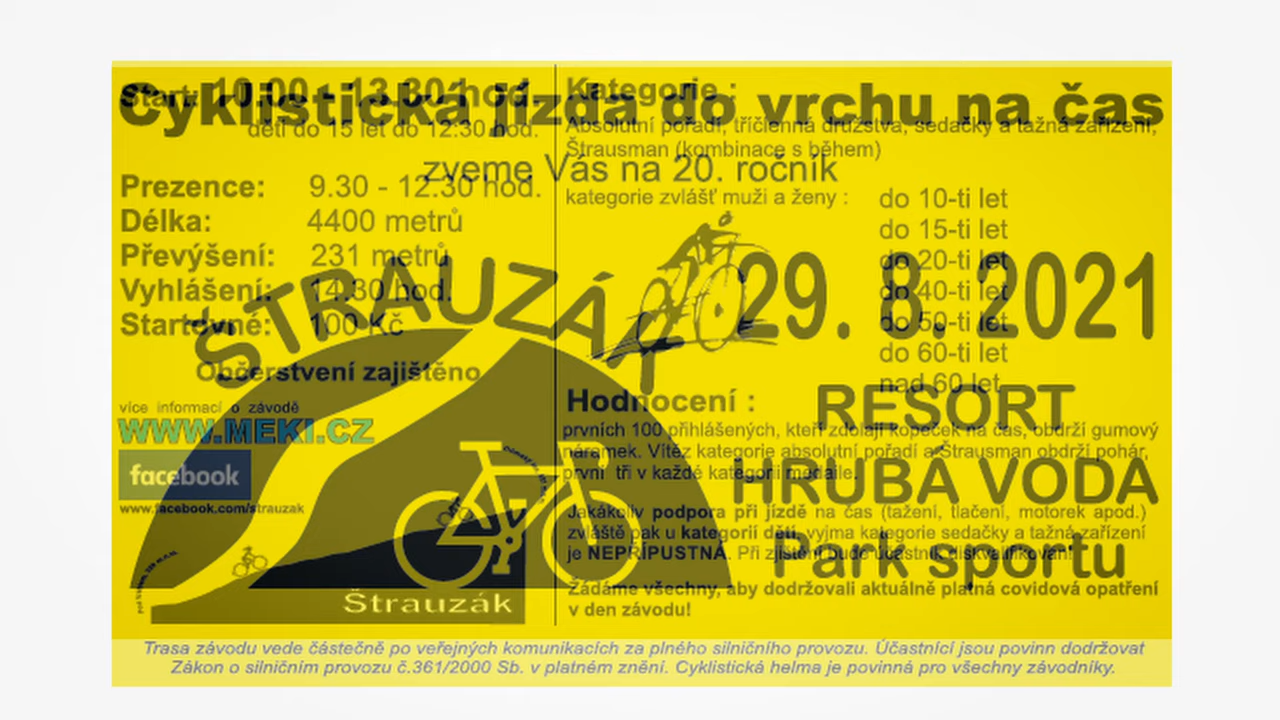 Cyklistická jízda do vrchu na čas
zveme Vás na 20. ročník
ŠTRAUZÁK
29. 8. 2021
RESORT
HRUBÁ VODA
Park sportu
Štrauzák
Start: 10.00 - 13.30 hod.
děti do 15 let do 12:30 hod.
Prezence: 9.30 - 12.30 hod.
Délka: 4400 metrů
Převýšení: 231 metrů
Vyhlášení: 14.30 hod.
Startovné: 100 Kč
Občerstvení zajištěno
více informací o závodě
WWW.MEKI.CZ
facebook
www.facebook.com/strauzak
Kategorie :
Absolutní pořadí, tříčlenná družstva, sedačky a tažná zařízení,
Štrausman (kombinace s během)
kategorie zvlášť muži a ženy :
do 10-ti let
do 15-ti let
do 20-ti let
do 40-ti let
do 50-ti let
do 60-ti let
nad 60 let
Hodnocení :
prvních 100 přihlášených, kteří zdolají kopeček na čas, obdrží gumový
náramek. Vítěz kategorie absolutní pořadí a Štrausman obdrží pohár,
první tři v každé kategorii medaile.
Jakákoliv podpora při jízdě na čas (tažení, tlačení, motorek apod.)
zvláště pak u kategorií dětí, vyjma kategorie sedačky a tažná zařízení
je NEPŘÍPUSTNÁ. Při zjištění bude účastník diskvalifikován.
Žádáme všechny, aby dodržovali aktuálně platná covidová opatření
v den závodu!
Trasa závodu vede částečně po veřejných komunikacích za plného silničního provozu. Účastnící jsou povinn dodržovat
Zákon o silničním provozu č.361/2000 Sb. v platném znění. Cyklistická helma je povinná pro všechny závodníky.